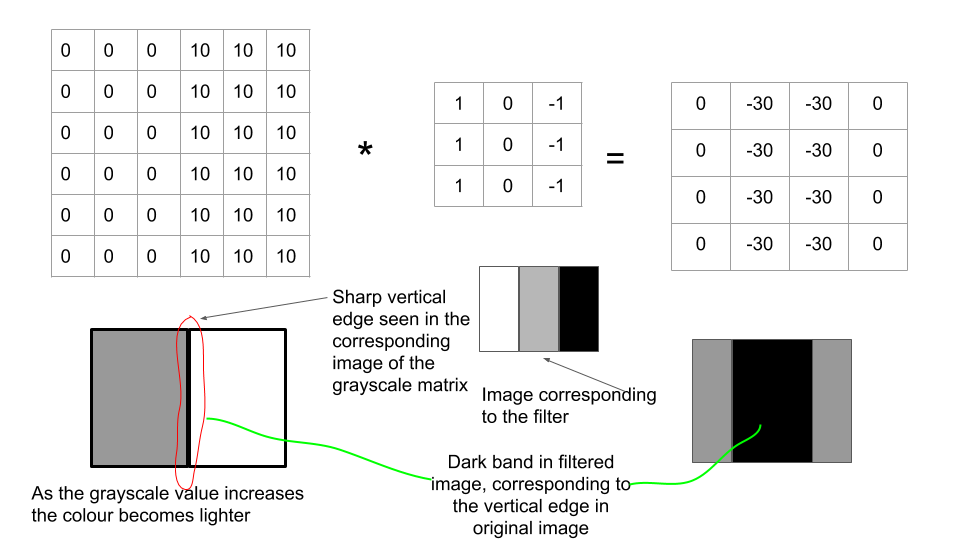 0 0 0 10 10 10
0 0 0 10 10 10
0 0 0 10 10 10
0 0 0 10 10 10
0 0 0 10 10 10
0 0 0 10 10 10
*
1 0 -1
1 0 -1
1 0 -1
=
0 -30 -30 0
0 -30 -30 0
0 -30 -30 0
0 -30 -30 0
Sharp vertical
edge seen in the
corresponding
image of the
grayscale matrix
Image corresponding
to the filter
As the grayscale value increases
the colour becomes lighter
Dark band in filtered
image, corresponding to
the vertical edge in
original image